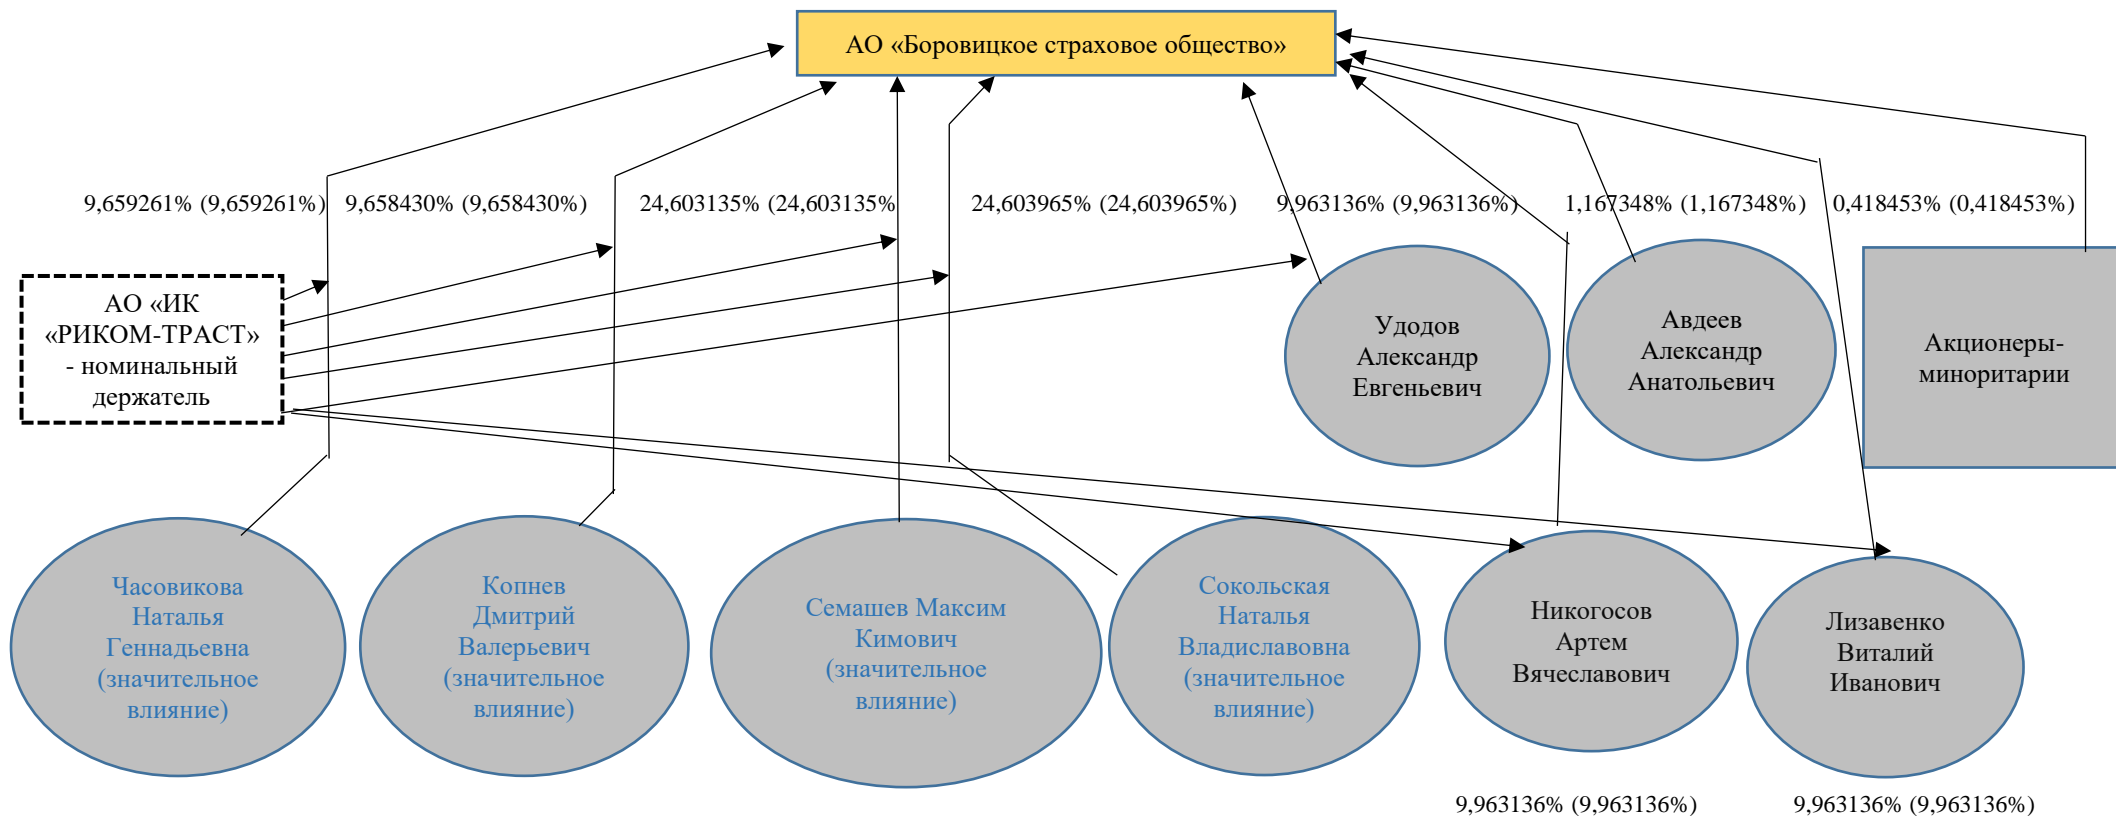 АО «Боровицкое страховое общество»
9,659261% (9,659261%)
9,658430% (9,658430%)
24,603135% (24,603135%
24,603965% (24,603965%)
9,963136% (9,963136%)
1,167348% (1,167348%)
0,418453% (0,418453%)
АО «ИК
«РИКОМ-ТРАСТ»
- номинальный
держатель
Удодов
Александр
Евгеньевич
Авдеев
Александр
Анатольевич
Акционеры-
миноритарии
Часовикова
Наталья
Геннадьевна
(значительное
влияние)
Копнев
Дмитрий
Валерьевич
(значительное
влияние)
Семашев Максим
Кимович
(значительное
влияние)
Сокольская
Наталья
Владиславовна
(значительное
влияние)
Никогосов
Артем
Вячеславович
Лизавенко
Виталий
Иванович
9,963136% (9,963136%)
9,963136% (9,963136%)